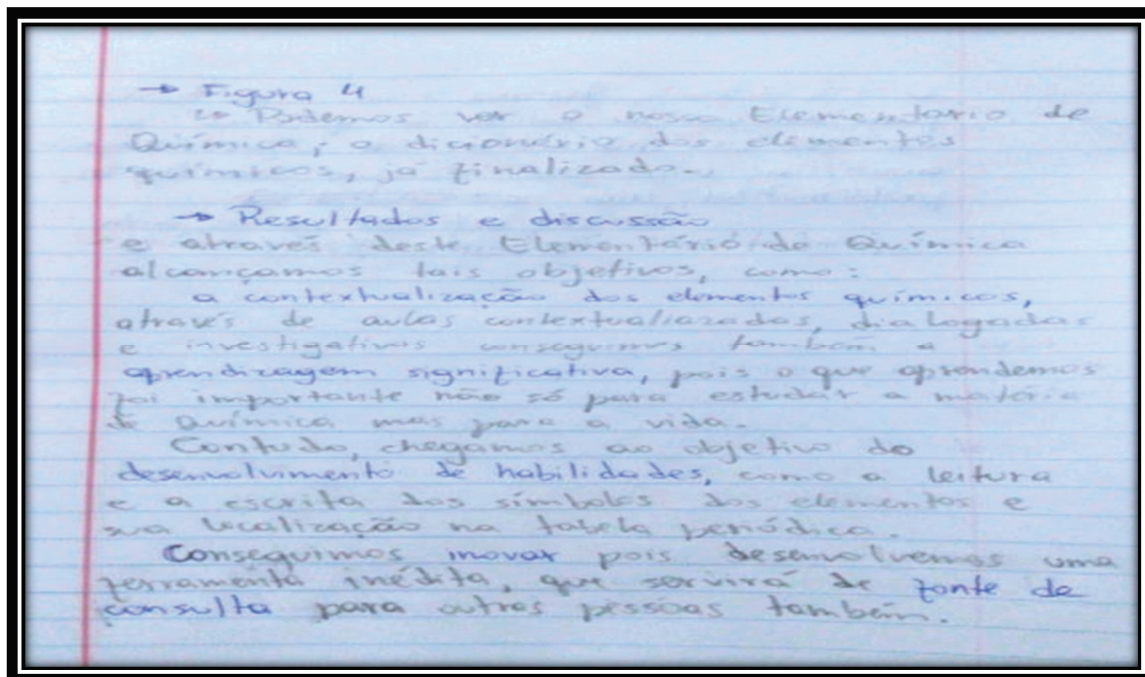 → Figura 4
↳ Podemos ver o nosso Elementário de
Química, o dicionário dos elementos
químicos, já finalizado.
→ Resultados e discussão
e através deste Elementário de Química
alcançamos tais objetivos, como:
a contextualização dos elementos químicos,
através de aulas contextualiazadas, dialogadas
e investigativas conseguimos também a
aprendizagem significativa, pois o que aprendemos
foi importante não só para estudar a matéria
de Química mas para a vida.
Contudo, chegamos ao objetivo do
desenvolvimento de habilidades, como a leitura
e a escrita dos símbolos dos elementos e
sua localização na tabela periódica.
Conseguimos inovar pois desenvolvemos uma
ferramenta inédita, que servirá de fonte de
consulta para outras pessoas também.